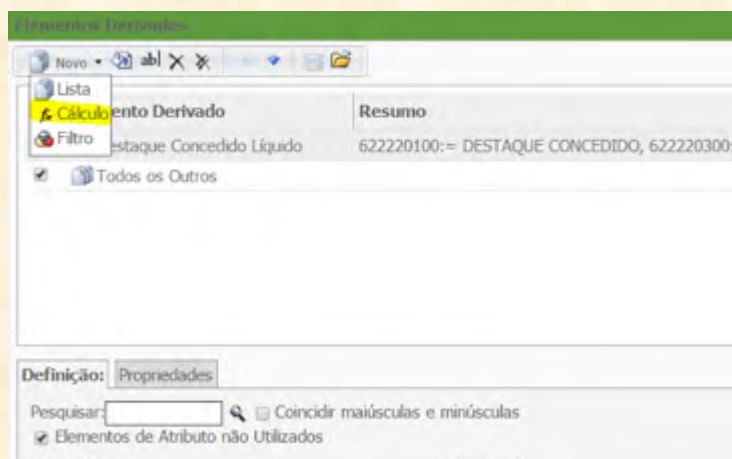 Elementos Derivados
Novo abl
Lista
Cálculo ento Derivado Resumo
Filtro estaque Concedido Líquido 622220100:= DESTAQUE CONCEDIDO, 622220300:
Todos os Outros
Definição: Propriedades
Pesquisar: Coincidir maiúsculas e minúsculas
Elementos de Atributo não Utilizados